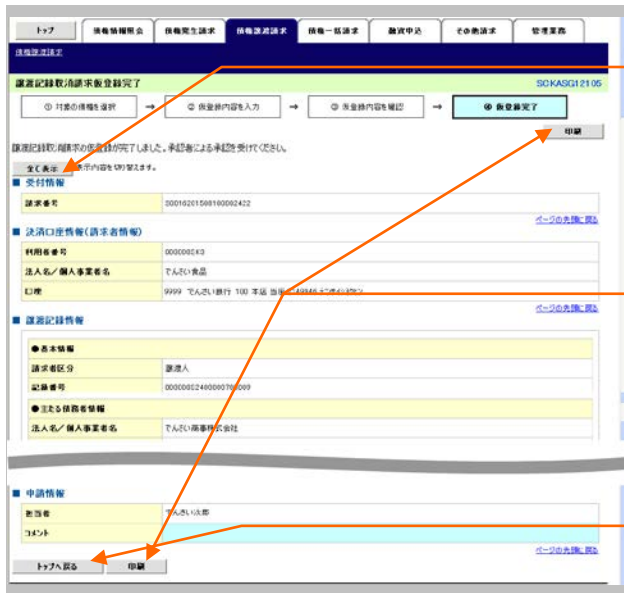 トップ 債権情報照会 債権発生請求 債権譲渡請求 債権一括請求 融資申込 その他請求 管理業務
債権譲渡請求
譲渡記録取消請求仮登録完了 SCKASG12105
① 対象の債権を選択 → ② 仮登録内容を入力 → ③ 仮登録内容を確認 → ④ 仮登録完了
印刷
譲渡記録取消請求の仮登録が完了しました。承認者による承認を受けてください。
全て表示 表示内容を切り替えます。
■ 受付情報
請求番号
ページの先頭に戻る
■ 決済口座情報(請求者情報)
利用者番号
法人名/個人事業者名 でんさい食品
口座 9999 でんさい銀行 100 本店
ページの先頭に戻る
■ 譲渡記録情報
●基本情報
請求者区分 譲渡人
記録番号
●主たる債務者情報
法人名/個人事業者名 でんさい商事株式会社
■ 申請情報
担当者 でんさい次郎
コメント
ページの先頭に戻る
トップへ戻る 印刷